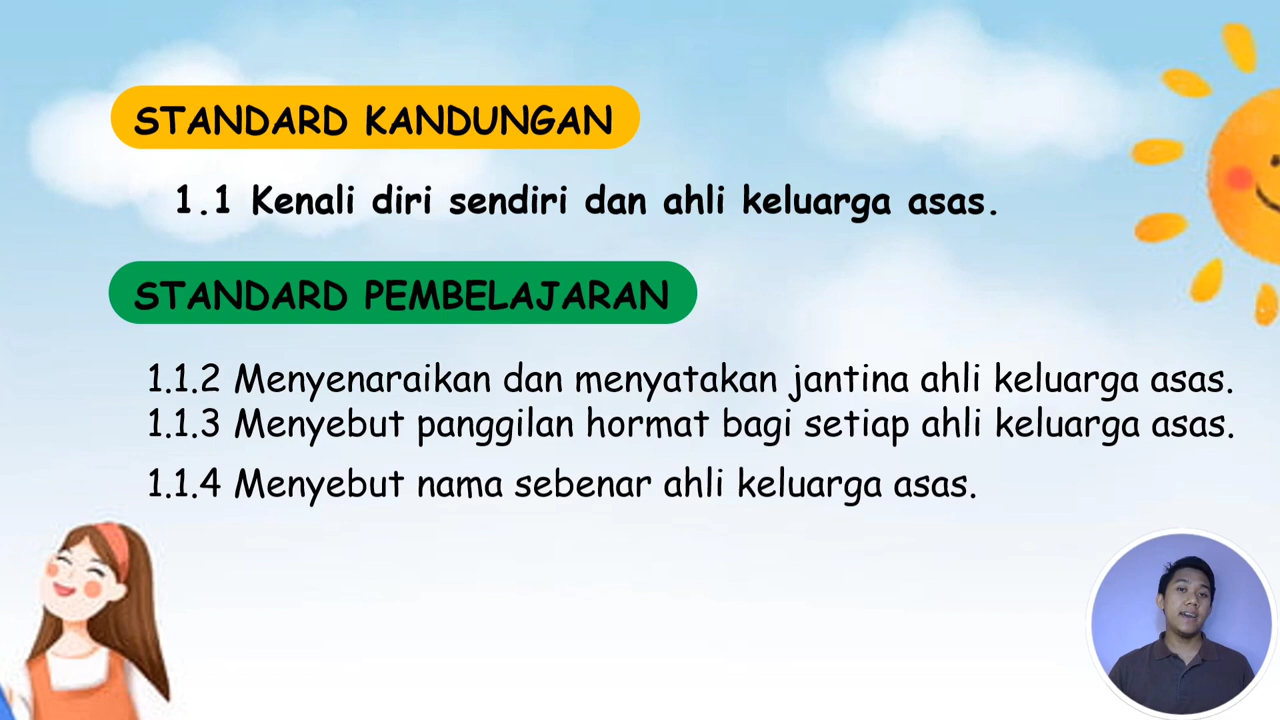 STANDARD KANDUNGAN
1.1 Kenali diri sendiri dan ahli keluarga asas.
STANDARD PEMBELAJARAN
1.1.2 Menyenaraikan dan menyatakan jantina ahli keluarga asas.
1.1.3 Menyebut panggilan hormat bagi setiap ahli keluarga asas.
1.1.4 Menyebut nama sebenar ahli keluarga asas.